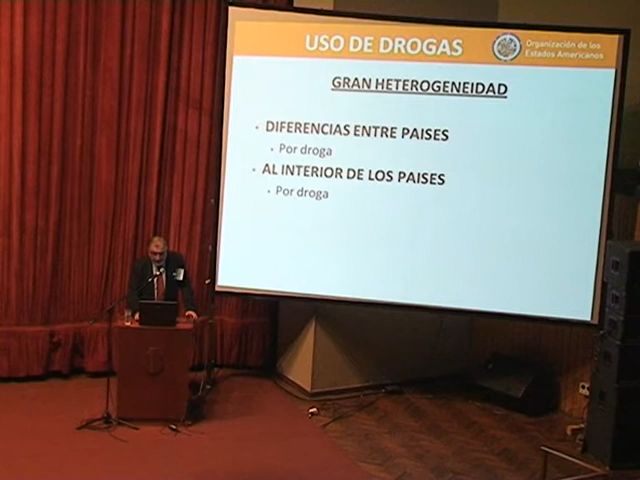 USO DE DROGAS
Organización de los
Estados Americanos
GRAN HETEROGENEIDAD
• DIFERENCIAS ENTRE PAISES
• Por droga
• AL INTERIOR DE LOS PAISES
• Por droga